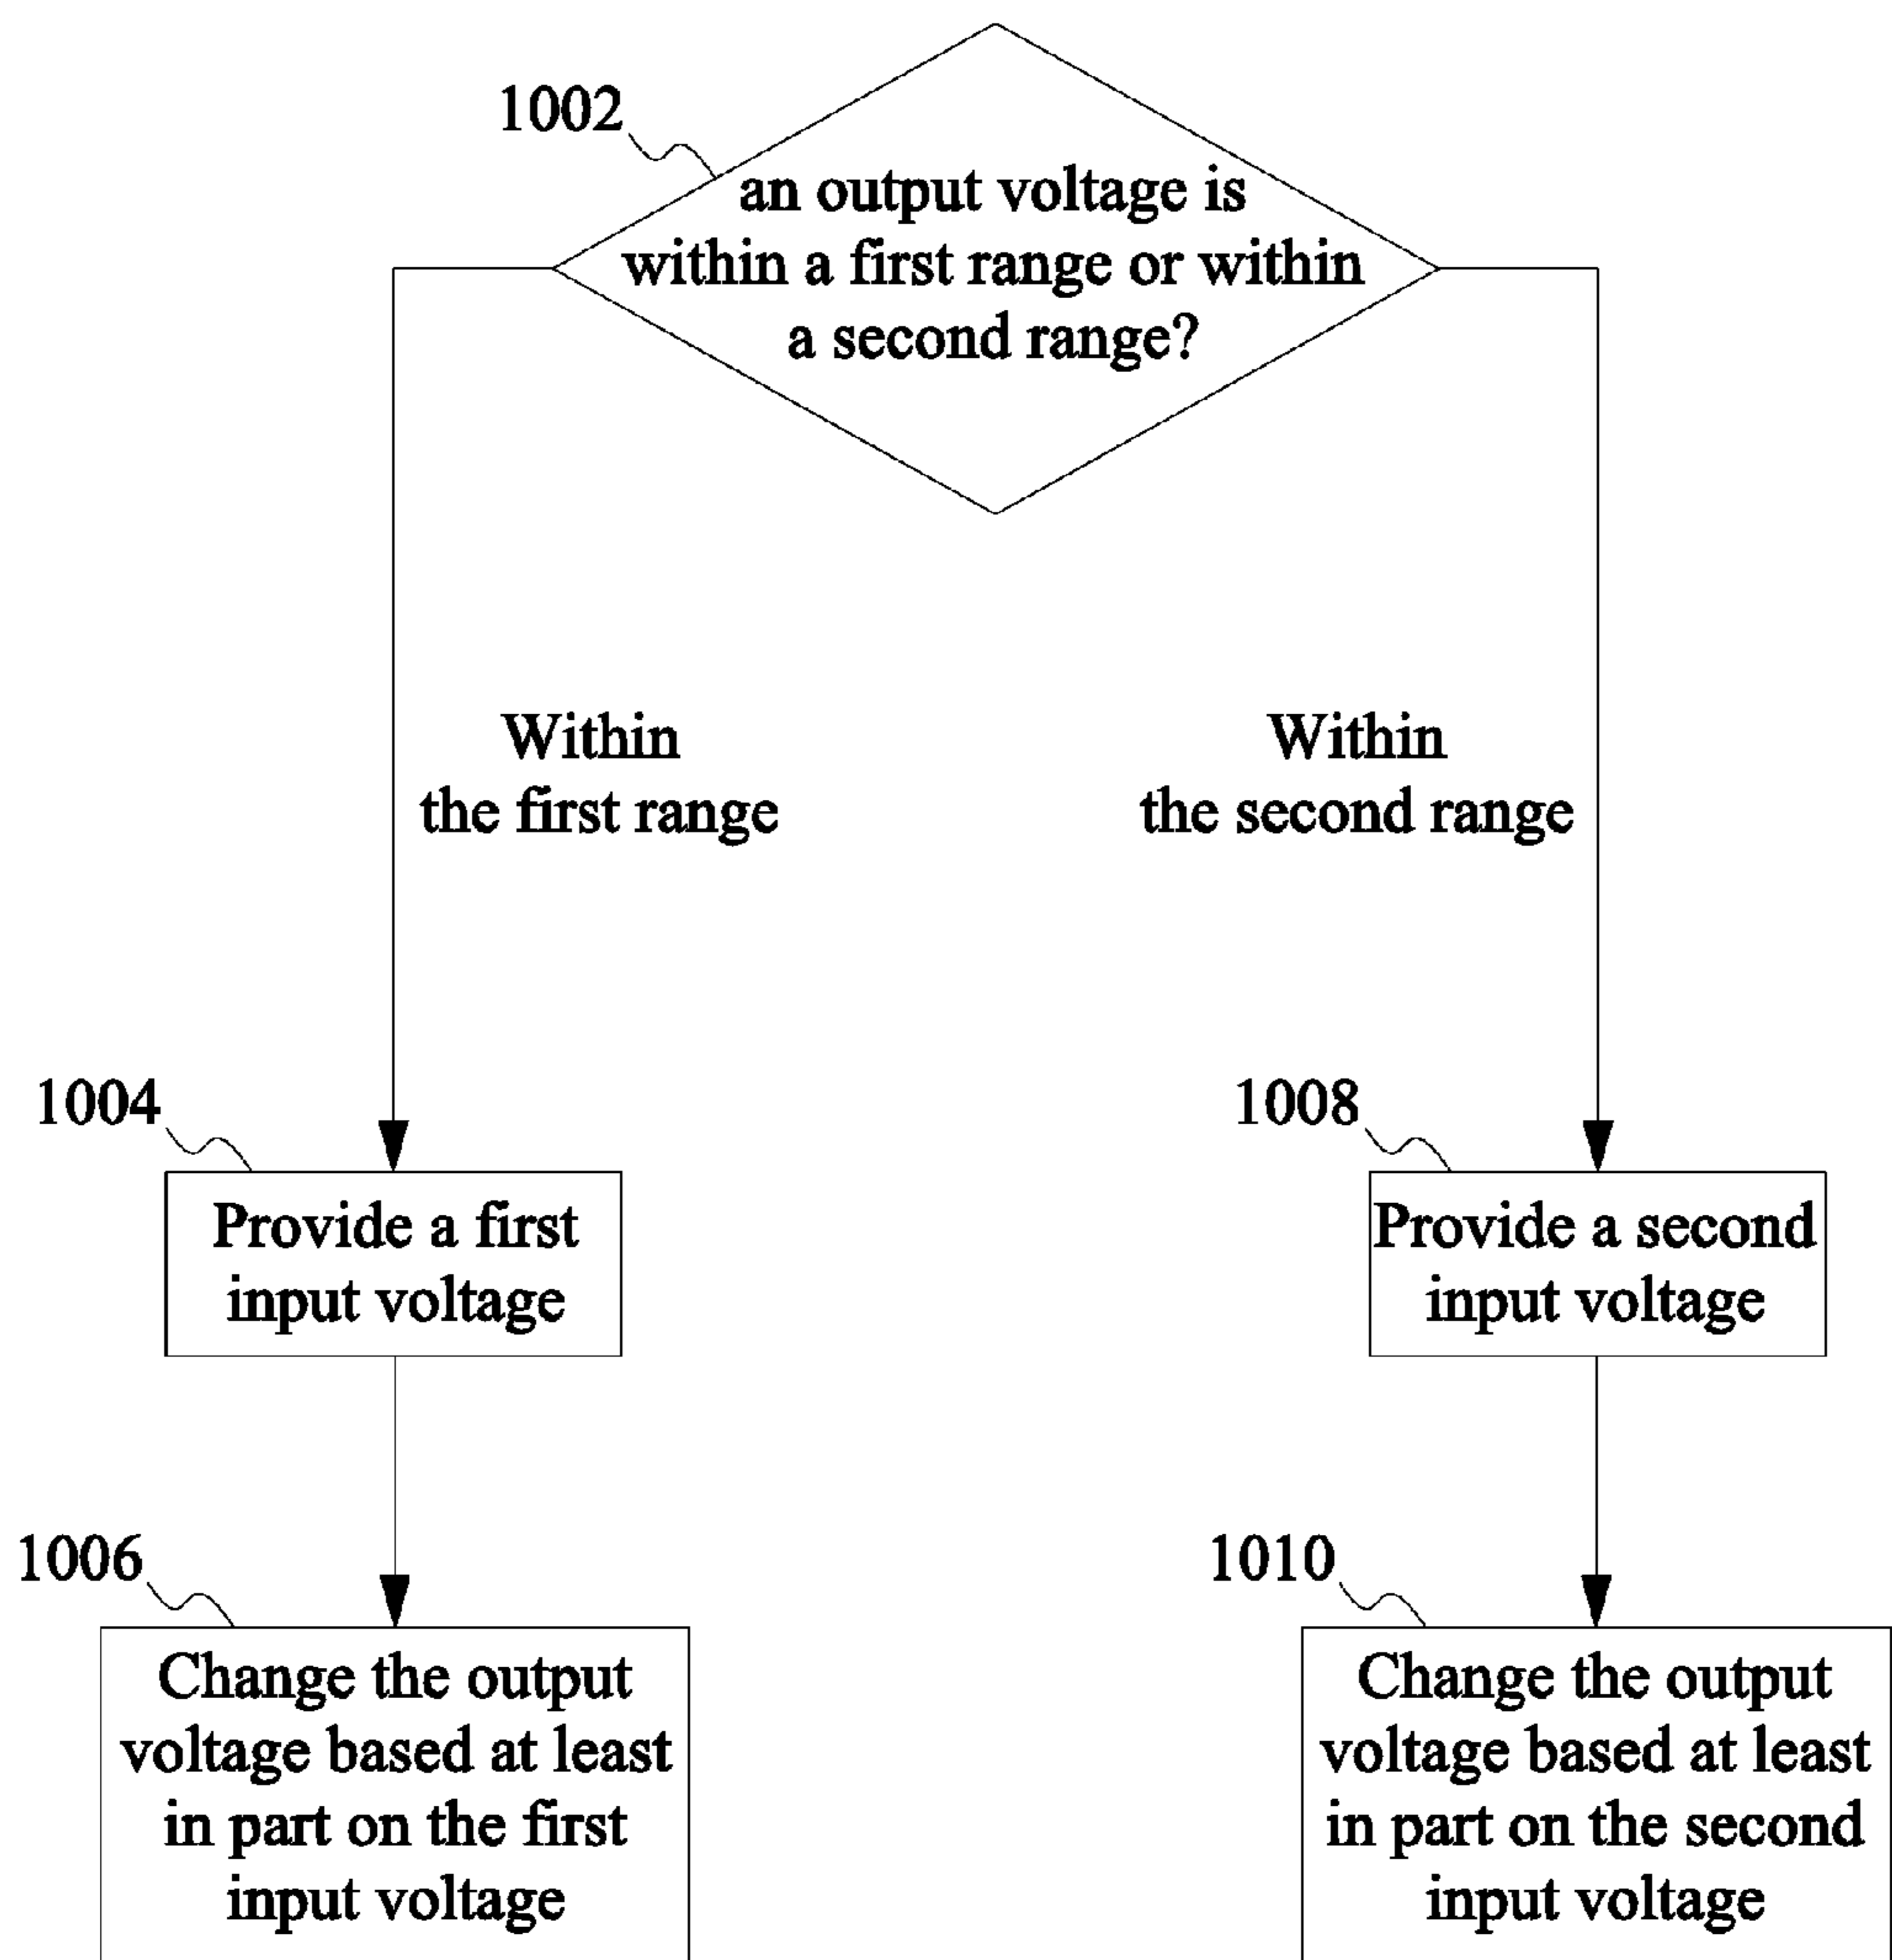 1002
an output voltage is
within a first range or within
a second range?
Within
the first range
Within
the second range
1004
Provide a first
input voltage
1008
Provide a second
input voltage
1006
Change the output
voltage based at least
in part on the first
input voltage
1010
Change the output
voltage based at least
in part on the second
input voltage